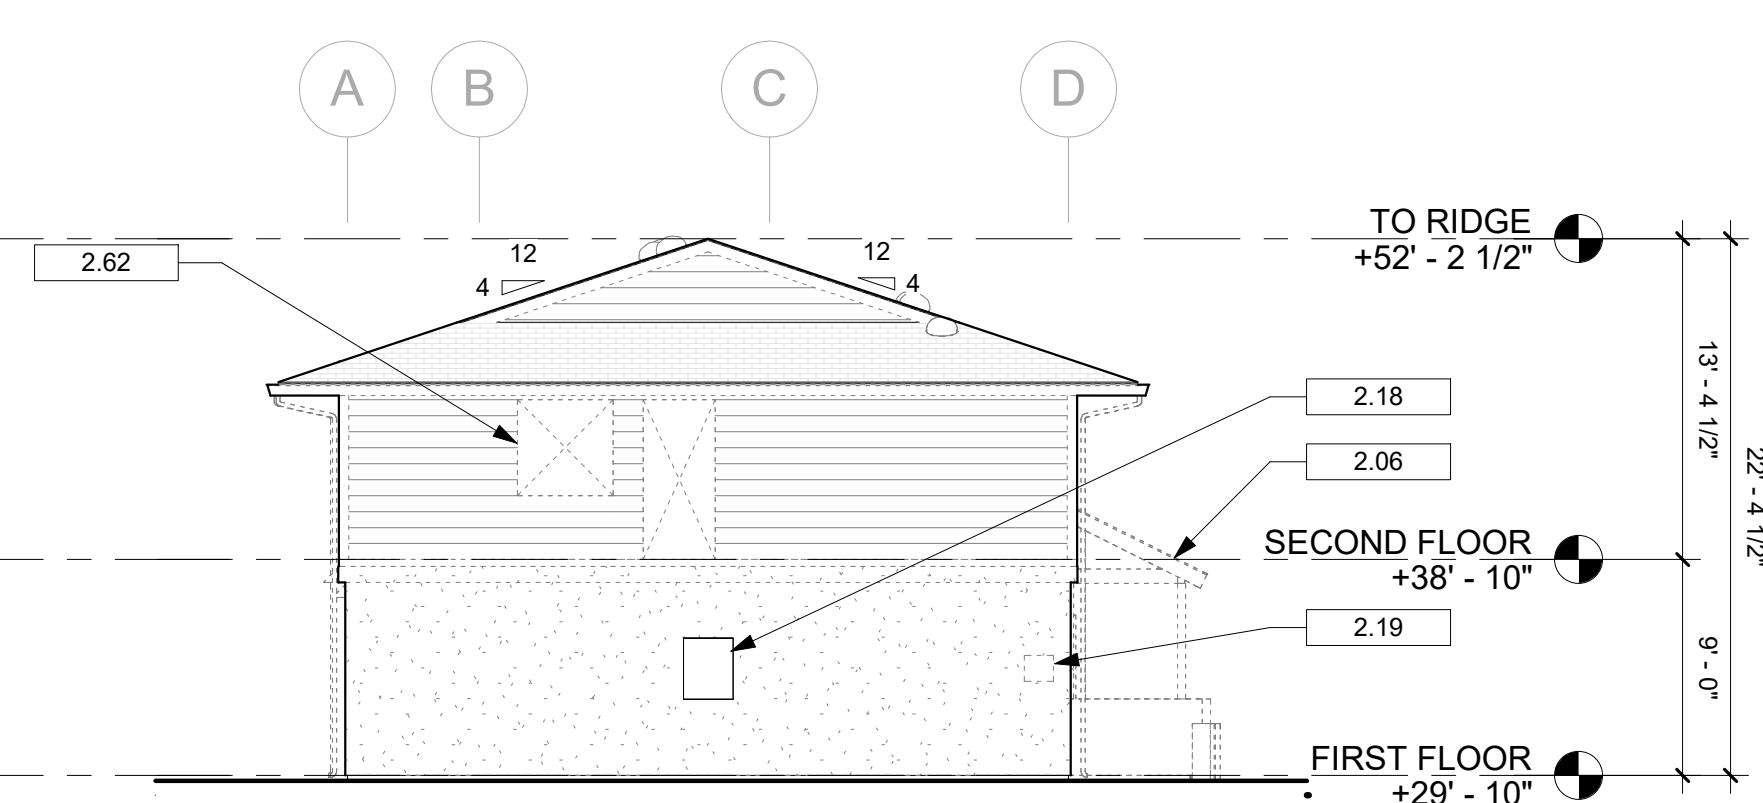 A
B
C
D
TO RIDGE
+52' - 2 1/2"
2.62
12
4
12
4
13' - 4 1/2"
2.18
2.06
22' - 4 1/2"
SECOND FLOOR
+38' - 10"
2.19
9' - 0"
FIRST FLOOR
+29' - 10"